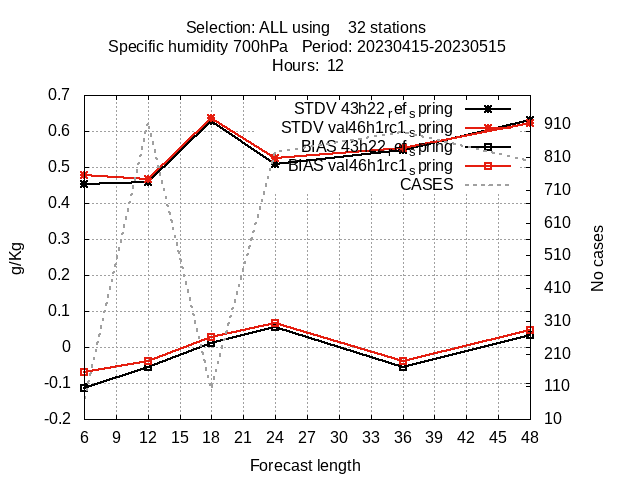 Selection: ALL using 32 stations
Specific humidity 700hPa Period: 20230415-20230515
Hours: 12
STDV 43h22_ref_spring
STDV val46h1rc1_spring
BIAS 43h22_ref_spring
BIAS val46h1rc1_spring
CASES
0.7
0.6
0.5
0.4
0.3
0.2
0.1
0
-0.1
-0.2
g/Kg
910
810
710
610
510
410
310
210
110
10
No cases
6 9 12 15 18 21 24 27 30 33 36 39 42 45 48
Forecast length